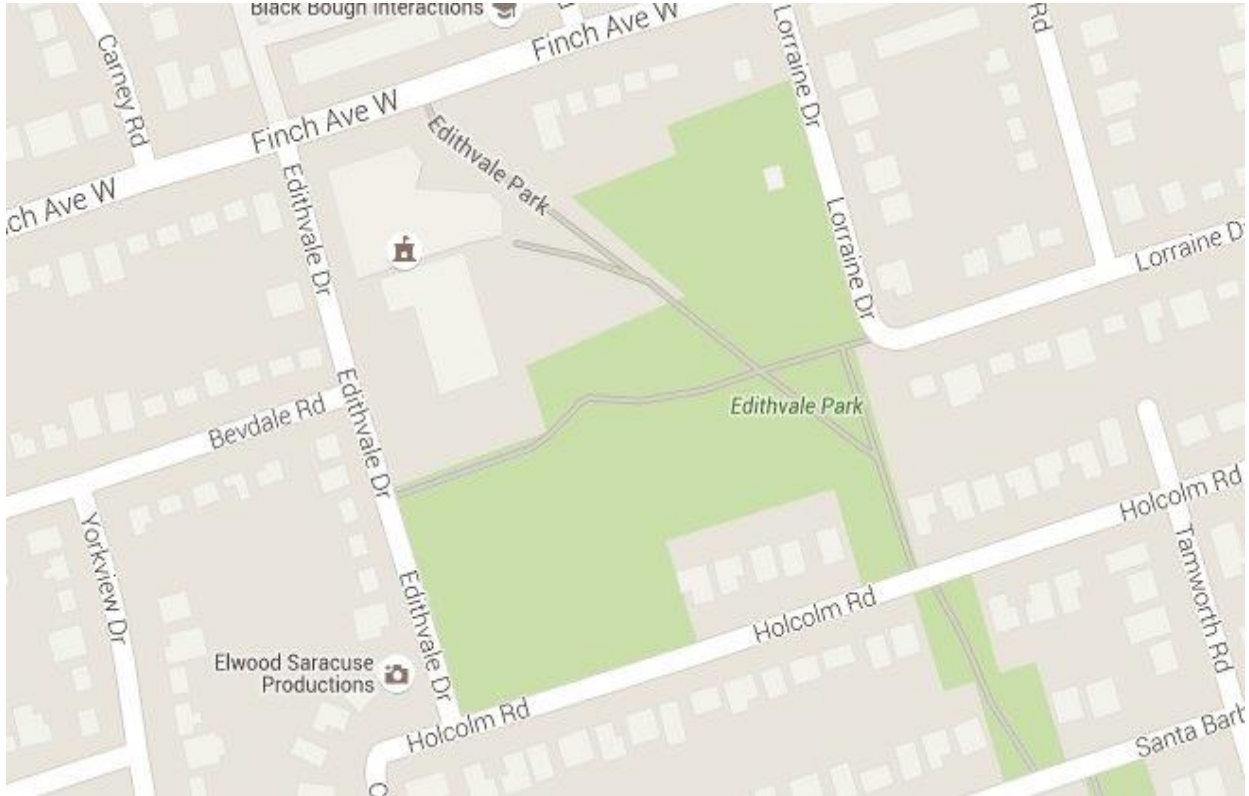 Black Bough Interactions
Finch Ave W
Lorraine Dr
Rd
Carney Rd
Finch Ave W
Edithvale Park
ch Ave W
Edithvale Dr
Lorraine Dr
Lorraine D
Edithvale Dr
Bevdale Rd
Edithvale Park
Holcolm Rd
Yorkview Dr
Edithvale Dr
Holcolm Rd
Tamworth Rd
Elwood Saracuse
Productions
Holcolm Rd
Santa Barb